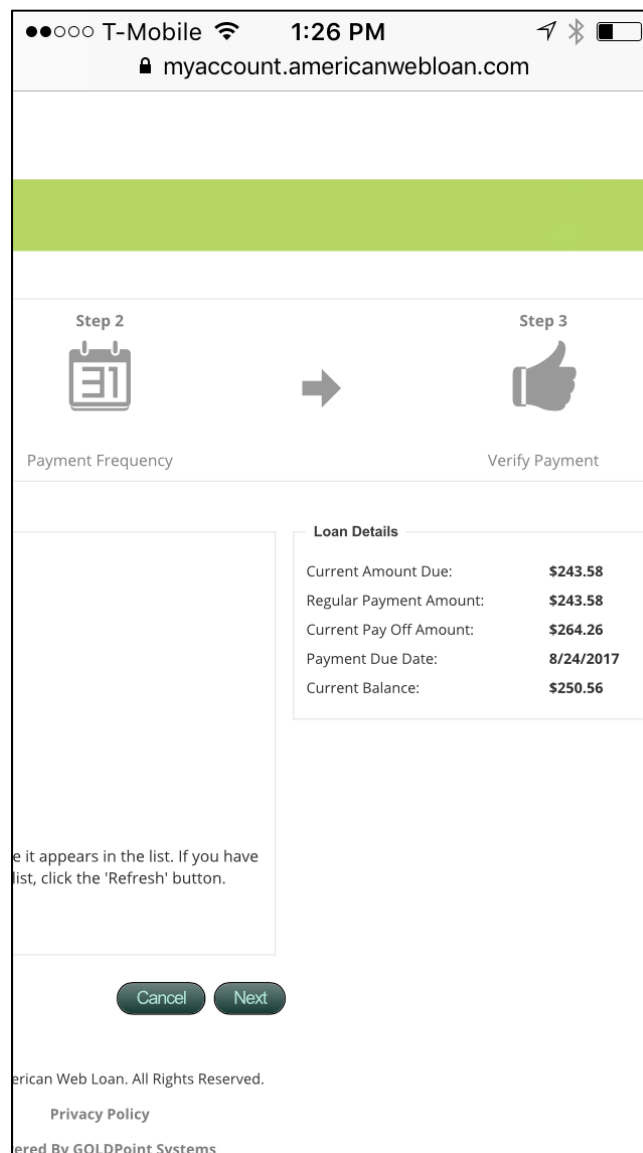 T-Mobile 1:26 PM
myaccount.americanwebloan.com
Step 2 Step 3
31
Payment Frequency Verify Payment
Loan Details
Current Amount Due: $243.58
Regular Payment Amount: $243.58
Current Pay Off Amount: $264.26
Payment Due Date: 8/24/2017
Current Balance: $250.56
e it appears in the list. If you have
list, click the 'Refresh' button.
Cancel Next
erican Web Loan. All Rights Reserved.
Privacy Policy
ered By GOLDPoint Systems